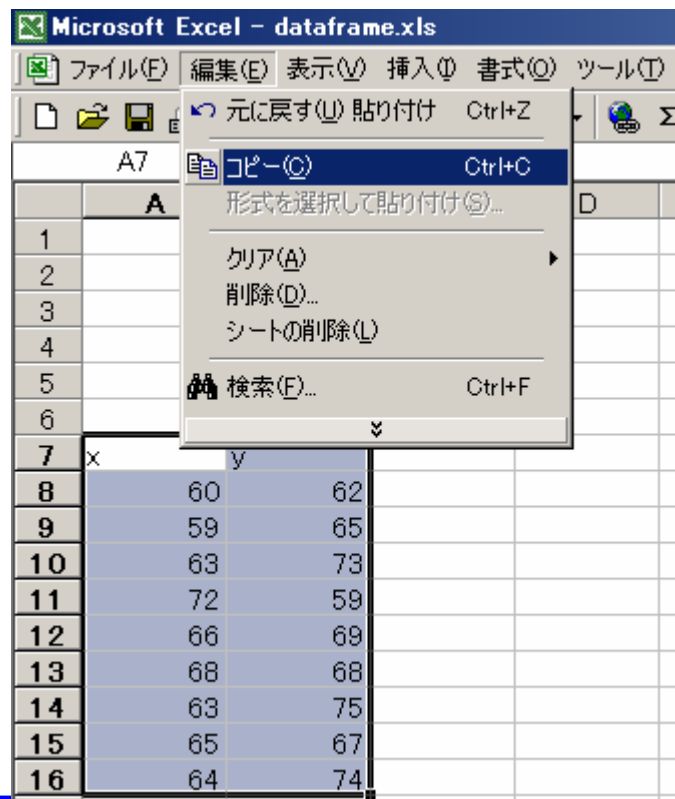 Microsoft Excel - dataframe.xls
ファイル(F) 編集(E) 表示(V) 挿入(I) 書式(O) ツール(T)
元に戻す(U) 貼り付け Ctrl+Z
A7
コピー(C) Ctrl+C
A D
形式を選択して貼り付け(S)...
1
クリア(A)
2
削除(D)...
3
シートの削除(L)
4
5
検索(F)... Ctrl+F
6
7 x y
8 60 62
9 59 65
10 63 73
11 72 59
12 66 69
13 68 68
14 63 75
15 65 67
16 64 74